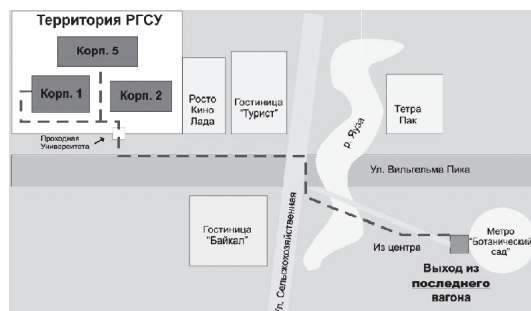 Территория РГСУ
Корп. 5
Корп. 1
Корп. 2
Проходная
Университета
Росто
Кино
Лада
Гостиница
"Турист"
р. Яуза
Тетра
Пак
Ул. Вильгельма Пика
Гостиница
"Байкал"
Ул. Сельскохозяйственная
Из центра
Метро
"Ботанический
сад"
Выход из
последнего
вагона